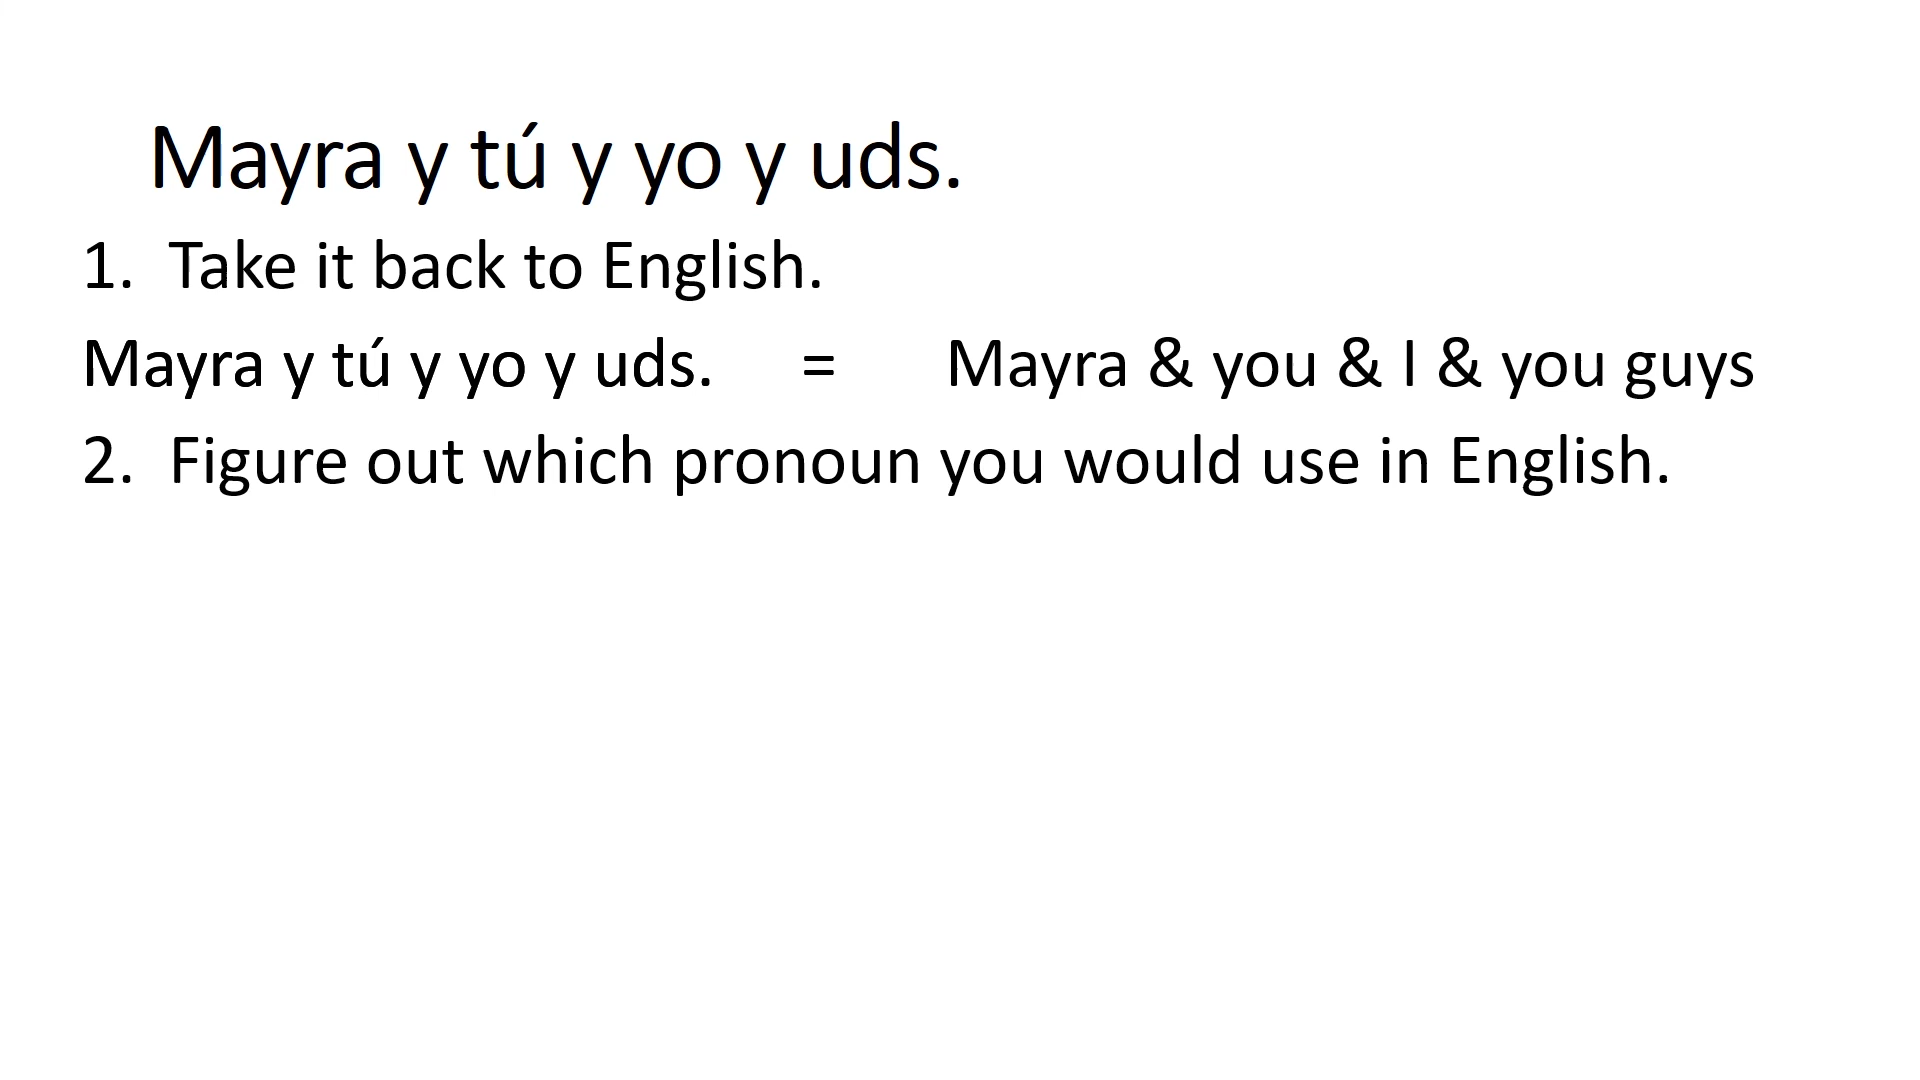 Mayra y tú y yo y uds.
1. Take it back to English.
Mayra y tú y yo y uds. = Mayra & you & I & you guys
2. Figure out which pronoun you would use in English.